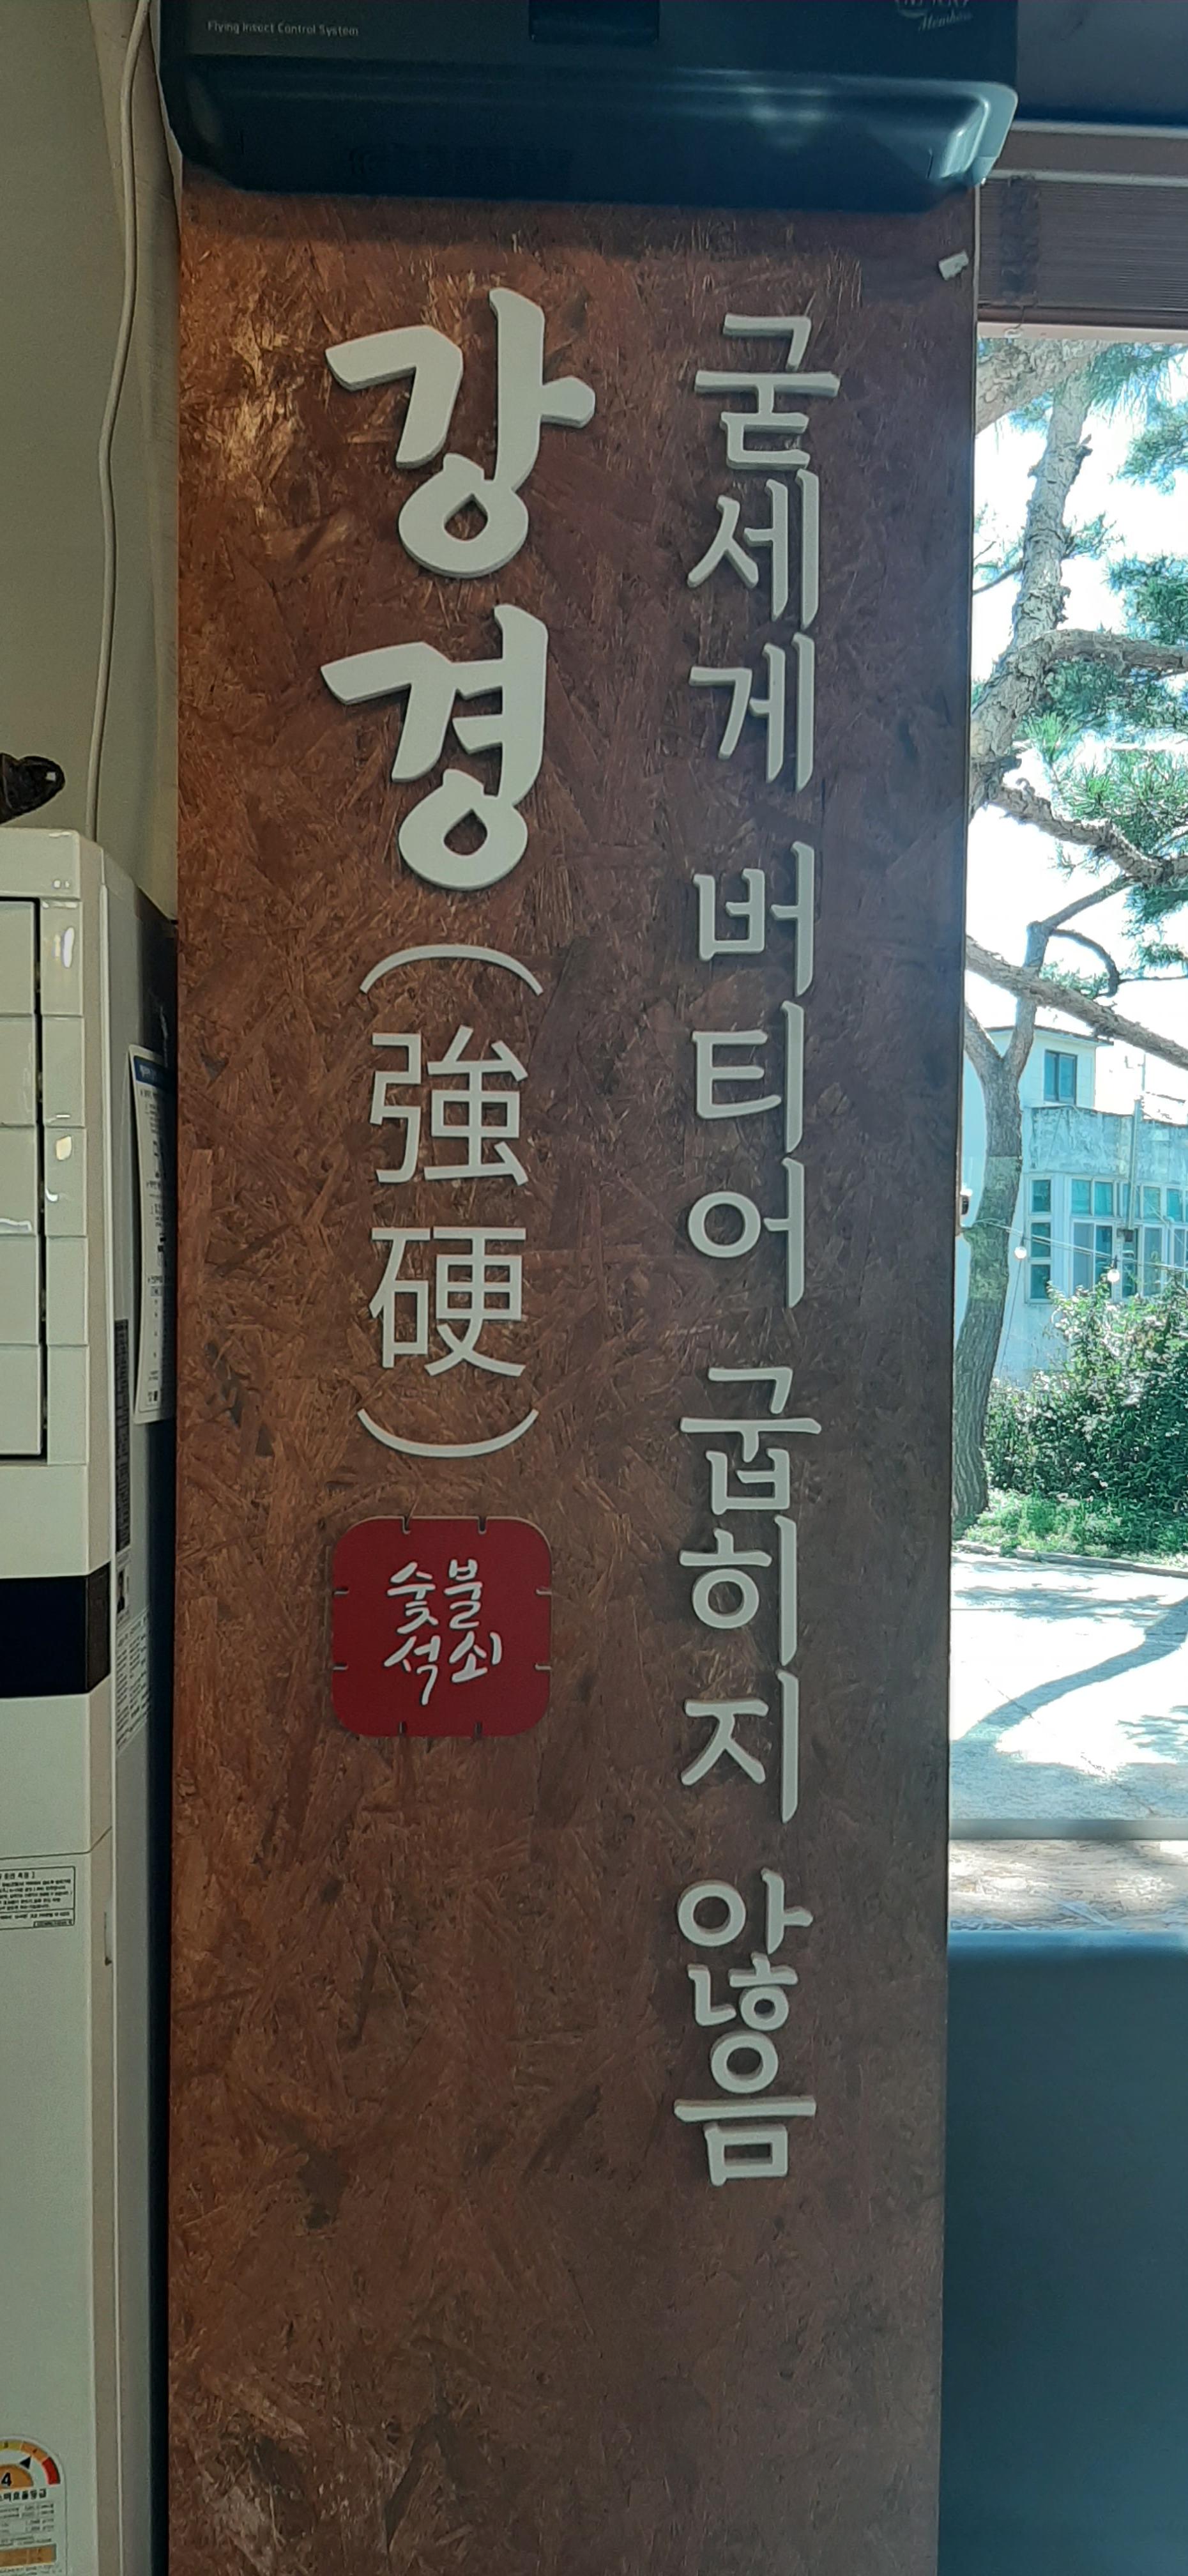 Flying Insect Control System
굳세게 버티어 굽히지 않음
강경(強硬)
숯불
석쇠
4